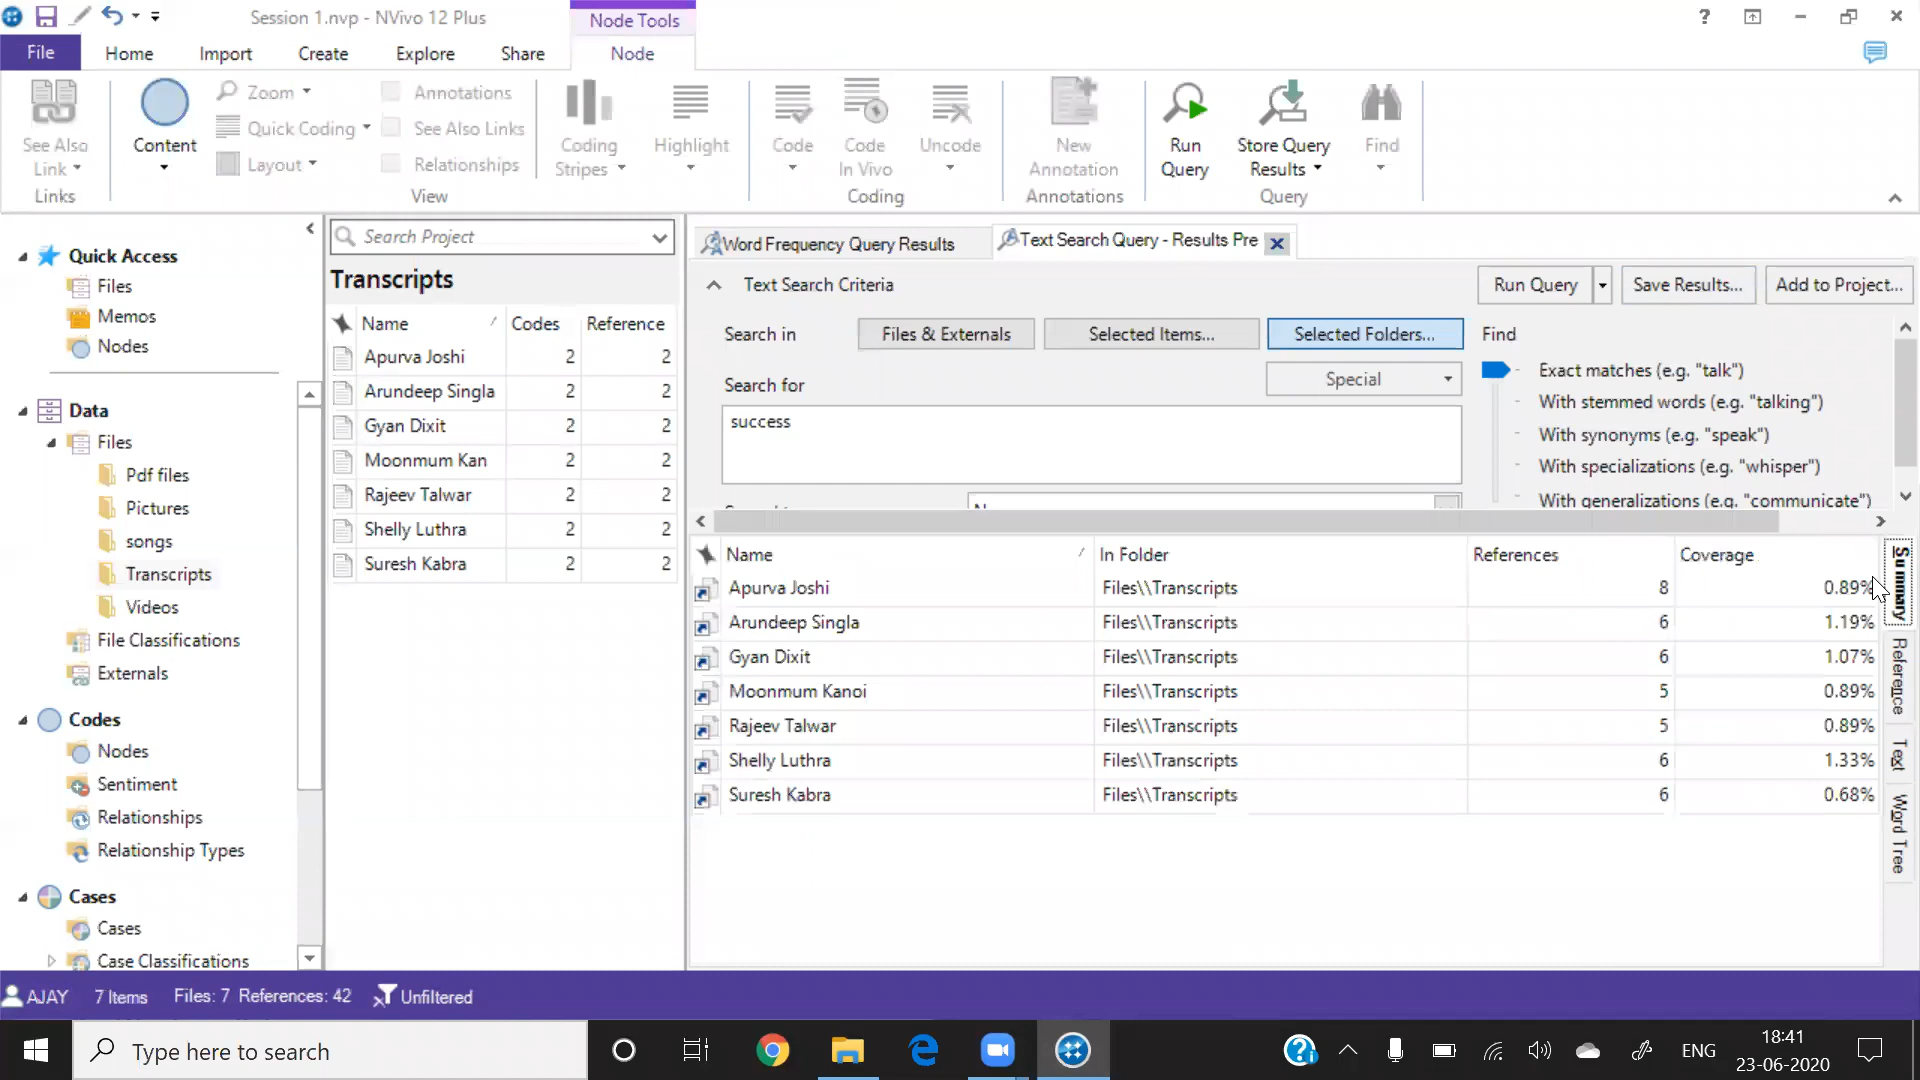 Session 1.nvp - NVivo 12 Plus
Node Tools
File
Home
Import
Create
Explore
Share
Node
See Also
Link
Links
Content
Zoom
Quick Coding
Layout
Annotations
See Also Links
Relationships
View
Coding
Stripes
Highlight
Code
Code
In Vivo
Uncode
Coding
New
Annotation
Annotations
Run
Query
Store Query
Results
Find
Query
Quick Access
Files
Memos
Nodes
Data
Files
Pdf files
Pictures
songs
Transcripts
Videos
File Classifications
Externals
Codes
Nodes
Sentiment
Relationships
Relationship Types
Cases
Cases
Case Classifications
Search Project
Transcripts
Name Codes Reference
Apurva Joshi 2 2
Arundeep Singla 2 2
Gyan Dixit 2 2
Moonmum Kan 2 2
Rajeev Talwar 2 2
Shelly Luthra 2 2
Suresh Kabra 2 2
Word Frequency Query Results
Text Search Query - Results Pre
Text Search Criteria
Run Query
Save Results...
Add to Project...
Search in
Files & Externals
Selected Items...
Selected Folders...
Find
Search for
Special
success
Exact matches (e.g. "talk")
With stemmed words (e.g. "talking")
With synonyms (e.g. "speak")
With specializations (e.g. "whisper")
With generalizations (e.g. "communicate")
Name In Folder References Coverage
Apurva Joshi Files\\Transcripts 8 0.89%
Arundeep Singla Files\\Transcripts 6 1.19%
Gyan Dixit Files\\Transcripts 6 1.07%
Moonmum Kanoi Files\\Transcripts 5 0.89%
Rajeev Talwar Files\\Transcripts 5 0.89%
Shelly Luthra Files\\Transcripts 6 1.33%
Suresh Kabra Files\\Transcripts 6 0.68%
Summary
Reference
Text
Word Tree
AJAY 7 Items Files: 7 References: 42 Unfiltered
Type here to search
ENG
18:41
23-06-2020